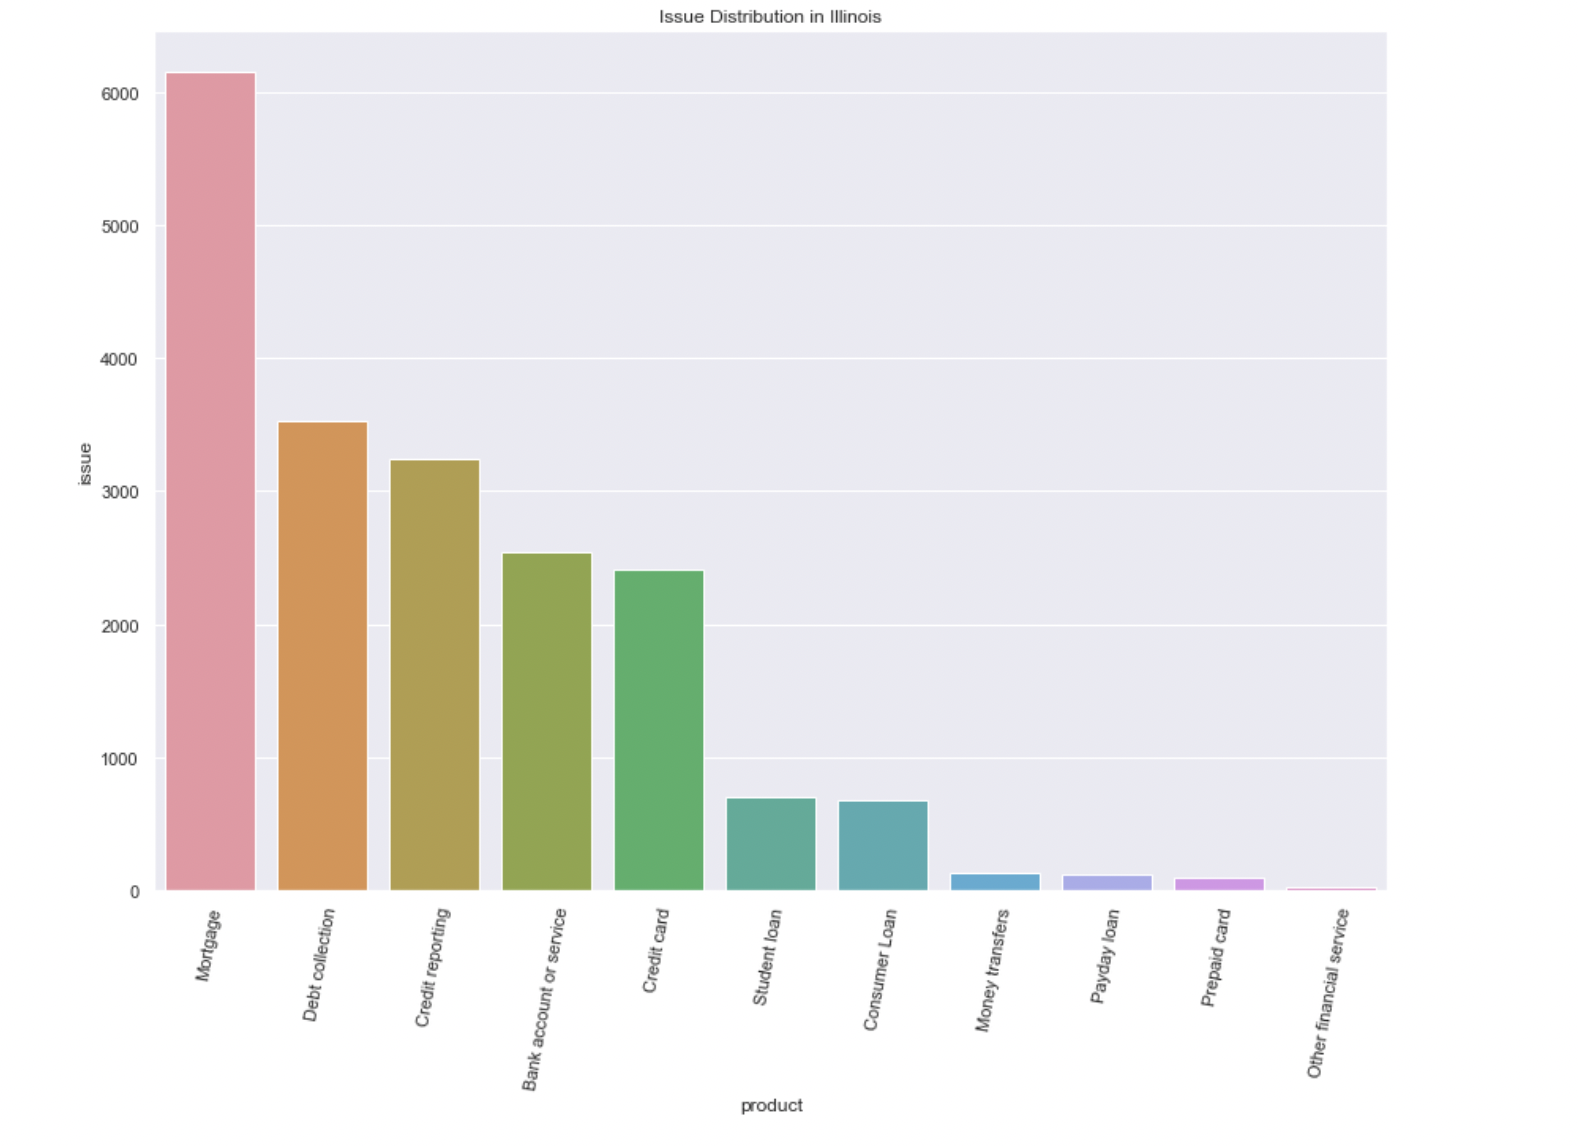 Issue Distribution in Illinois
6000
5000
4000
3000
2000
1000
0
issue
Mortgage
Debt collection
Credit reporting
Bank account or service
Credit card
Student loan
Consumer Loan
Money transfers
Payday loan
Prepaid card
Other financial service
product